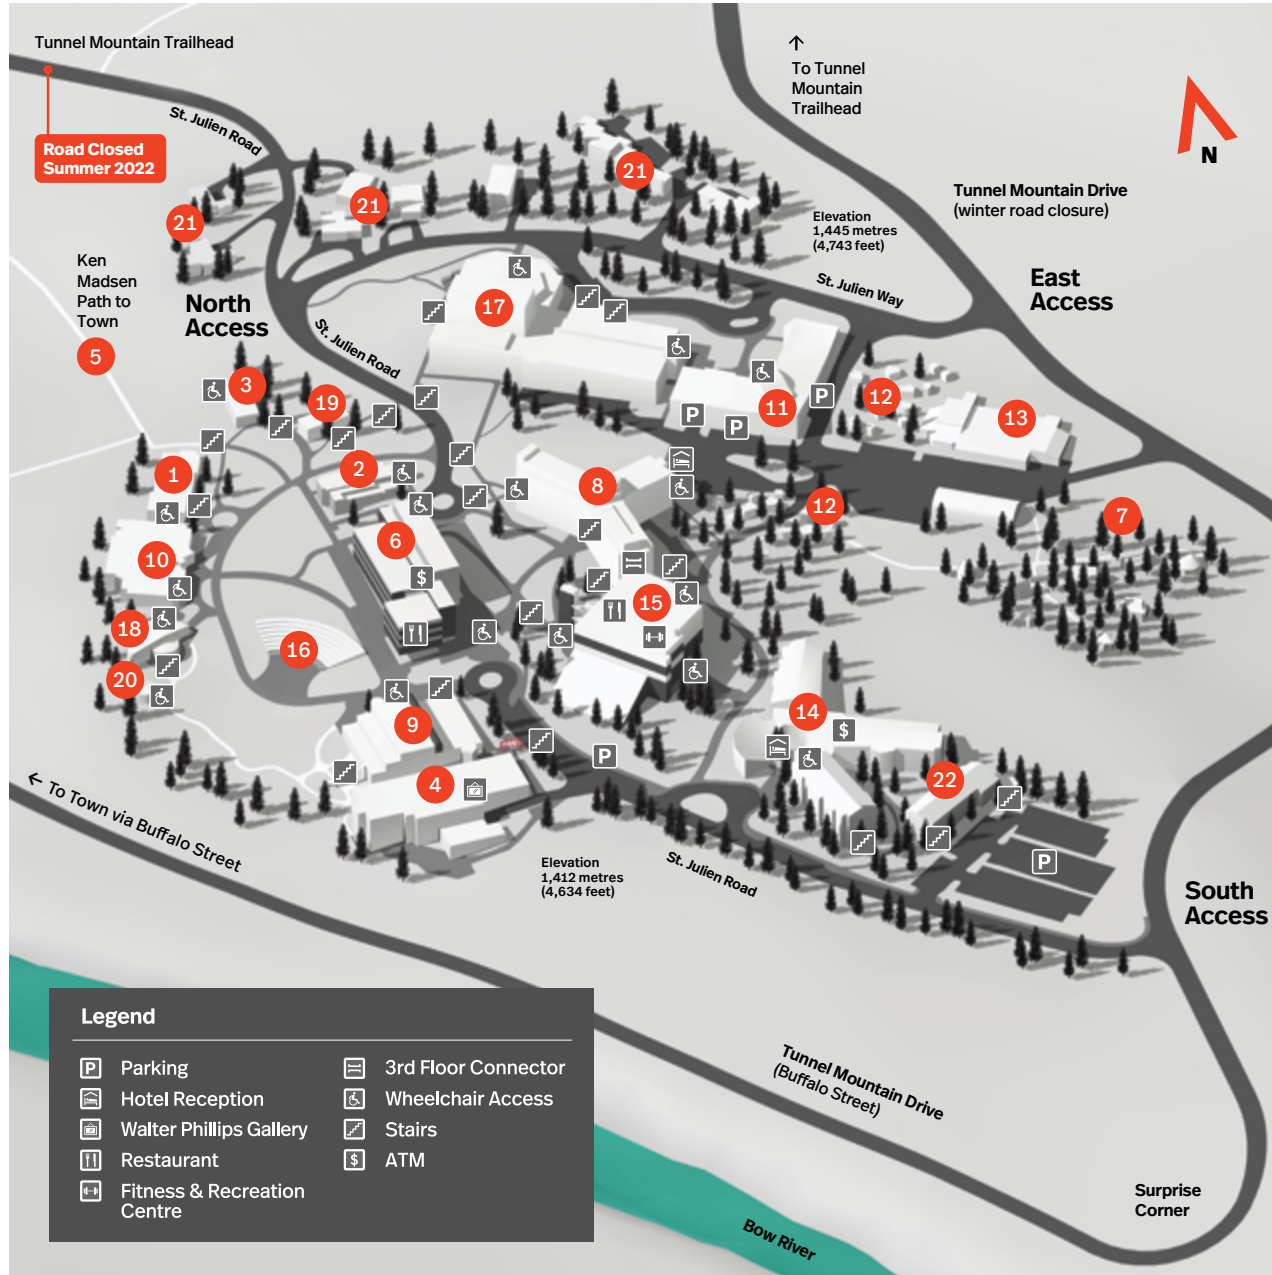 Tunnel Mountain Trailhead
↑
To Tunnel
Mountain
Trailhead
St. Julien Road
Road Closed
Summer 2022
N
21
21
21
Tunnel Mountain Drive
(winter road closure)
Elevation
1,445 metres
(4,743 feet)
Ken
Madsen
Path to
Town
5
North
Access
East
Access
St. Julien Way
17
St. Julien Road
3
19
11
P
P
P
12
13
1
2
8
12
7
6
$
10
15
18
16
20
9
14
$
P
4
22
← To Town via Buffalo Street
Elevation
1,412 metres
(4,634 feet)
St. Julien Road
P
South
Access
Legend
P Parking
Hotel Reception
Walter Phillips Gallery
Restaurant
Fitness & Recreation
Centre
3rd Floor Connector
Wheelchair Access
Stairs
$ ATM
Tunnel Mountain Drive
(Buffalo Street)
Surprise
Corner
Bow River